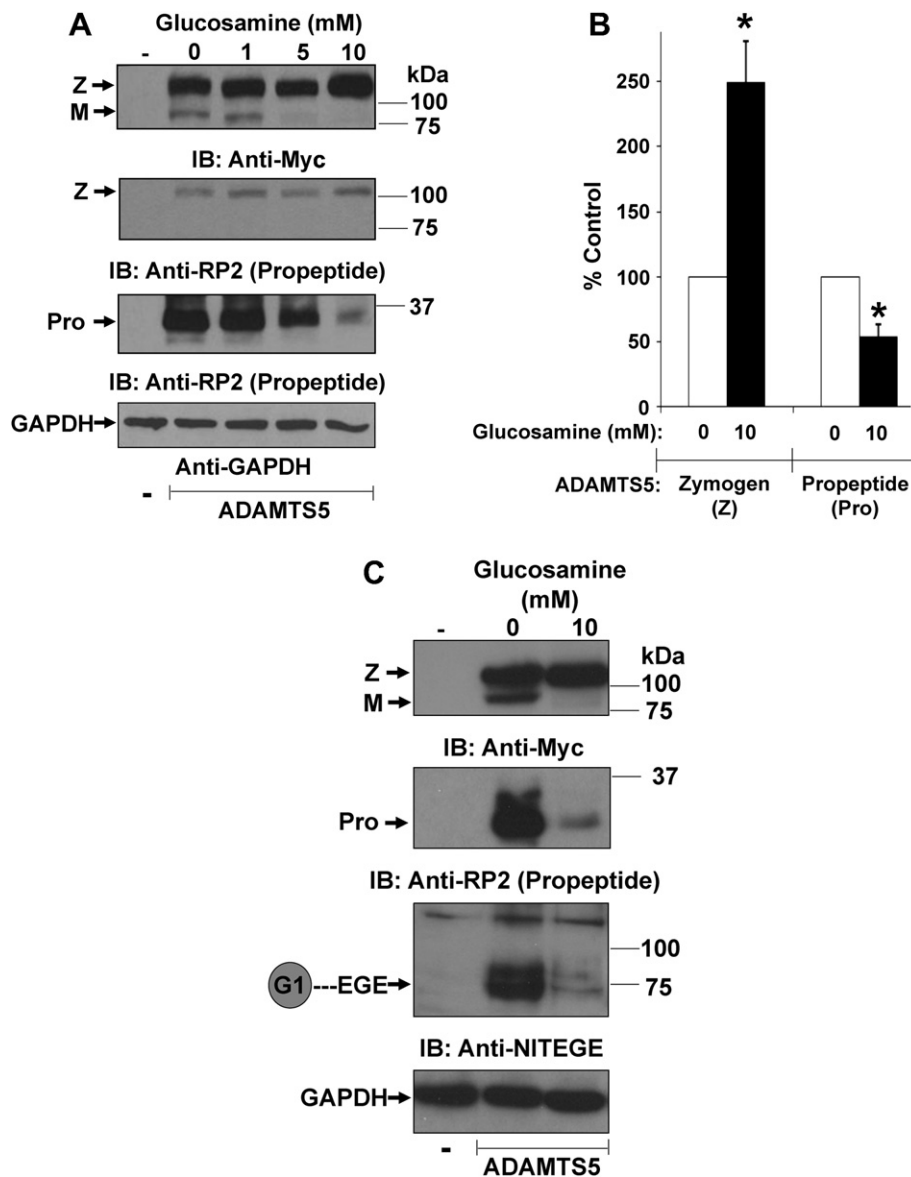 A
Glucosamine (mM)
- 0 1 5 10
kDa
Z
M
100
75
IB: Anti-Myc
Z
100
75
IB: Anti-RP2 (Propeptide)
Pro
37
IB: Anti-RP2 (Propeptide)
GAPDH
Anti-GAPDH
-
ADAMTS5
B
% Control
250
200
150
100
50
0
* *
Glucosamine (mM): 0 10 0 10
ADAMTS5: Zymogen Propeptide
(Z) (Pro)
C
Glucosamine
(mM)
- 0 10
kDa
Z
M
100
75
IB: Anti-Myc
Pro
37
IB: Anti-RP2 (Propeptide)
100
G1 ---EGE
75
IB: Anti-NITEGE
GAPDH
-
ADAMTS5